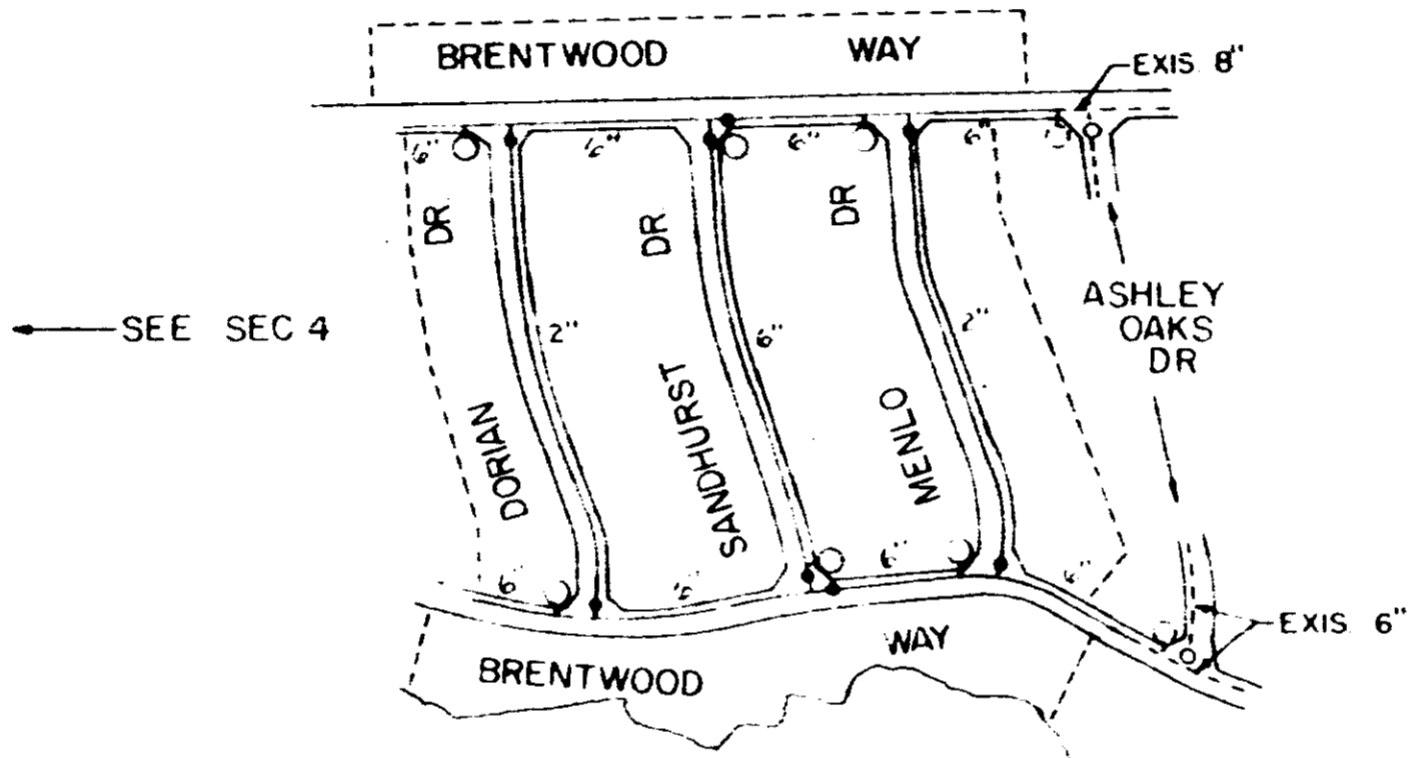 BRENTWOOD WAY
EXIS. 8"
6"
6"
6"
6"
DR
DR
DR
ASHLEY
OAKS
DR
SEE SEC 4
2"
6"
2"
DORIAN
SANDHURST
MENLO
6"
6"
6"
EXIS. 6"
BRENTWOOD WAY